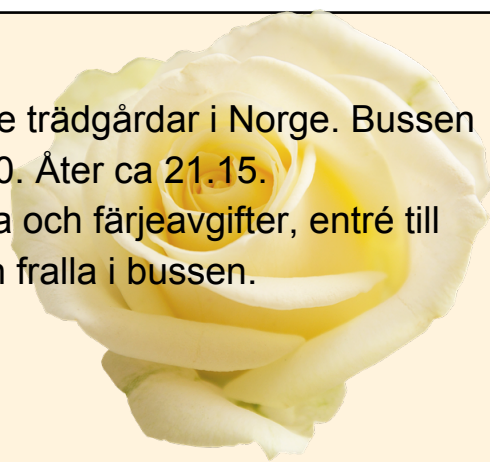 e trädgårdar i Norge. Bussen
0. Åter ca 21.15.
a och färjeavgifter, entré till
n fralla i bussen.